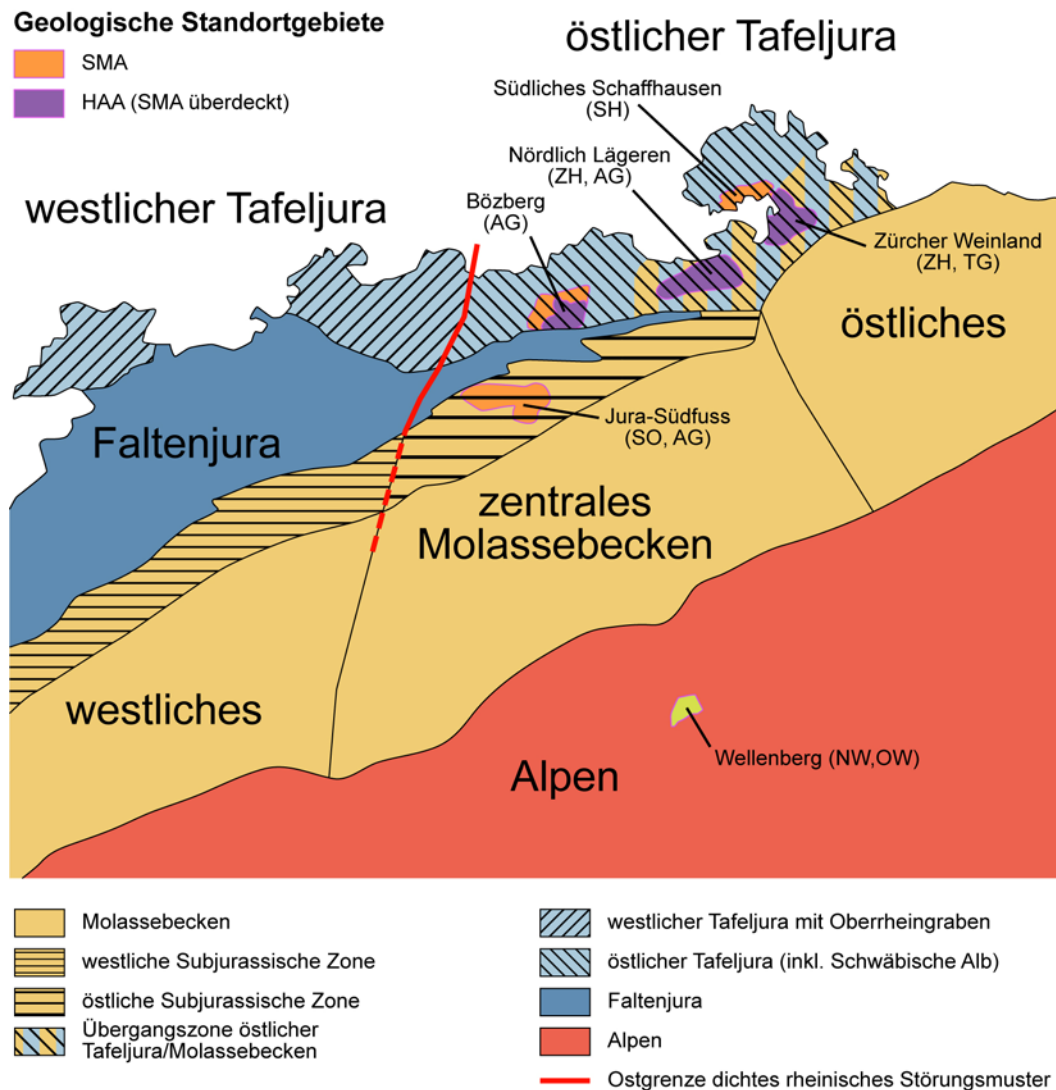 Geologische Standortgebiete
SMA
HAA (SMA überdeckt)
östlicher Tafeljura
Südliches Schaffhausen
(SH)
Nördlich Lägeren
(ZH, AG)
westlicher Tafeljura
Bözberg
(AG)
Zürcher Weinland
(ZH, TG)
östliches
Jura-Südfuss
(SO, AG)
Faltenjura
zentrales
Molassebecken
westliches
Wellenberg (NW,OW)
Alpen
Molassebecken
westliche Subjurassische Zone
östliche Subjurassische Zone
Übergangszone östlicher
Tafeljura/Molassebecken
westlicher Tafeljura mit Oberrheingraben
östlicher Tafeljura (inkl. Schwäbische Alb)
Faltenjura
Alpen
Ostgrenze dichtes rheinisches Störungsmuster